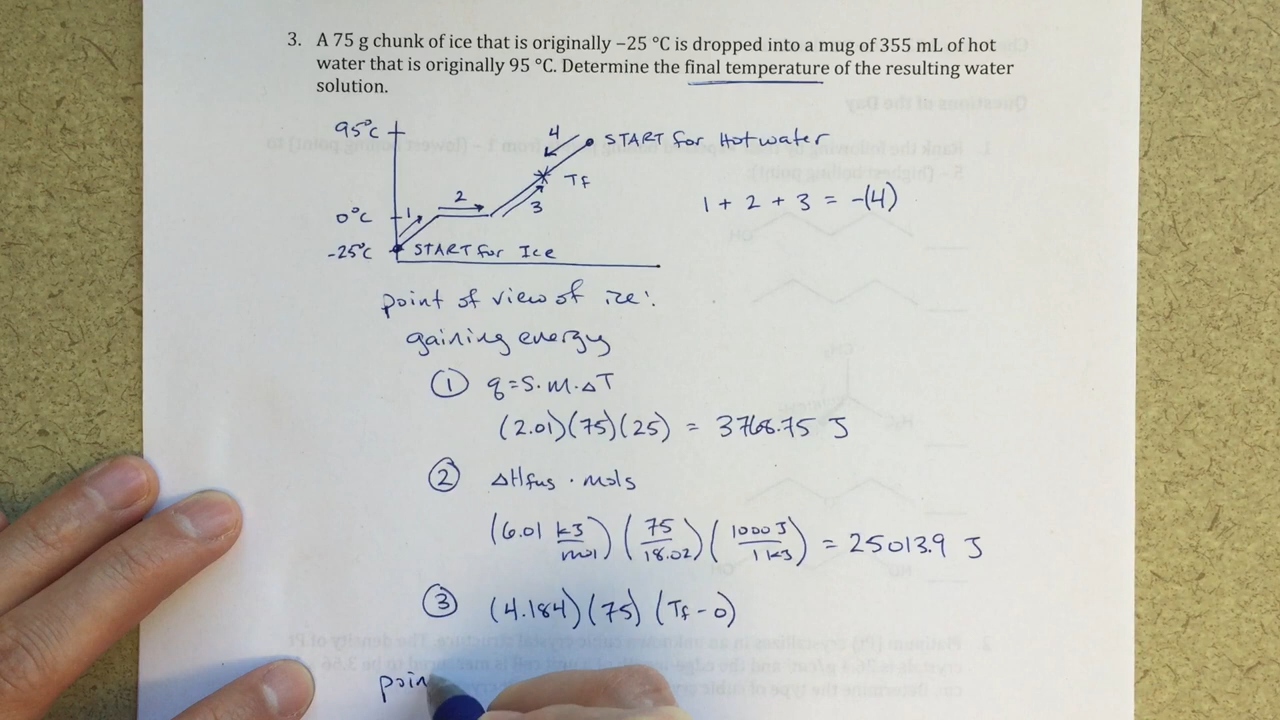 3. A 75 g chunk of ice that is originally −25 °C is dropped into a mug of 355 mL of hot
water that is originally 95 °C. Determine the final temperature of the resulting water
solution.
95°C
4
START for Hot water
Tf
2
3
1
0°C
-25°C
START for Ice
1 + 2 + 3 = -(4)
point of view of ice:
gaining energy
① q=S.m.ΔT
(2.01)(75)(25) = 3768.75 J
② ΔHfus . mols
(6.01 kJ/mol)(75/18.02)(1000 J/1 kJ) = 25013.9 J
③ (4.184)(75)(Tf - 0)
poin